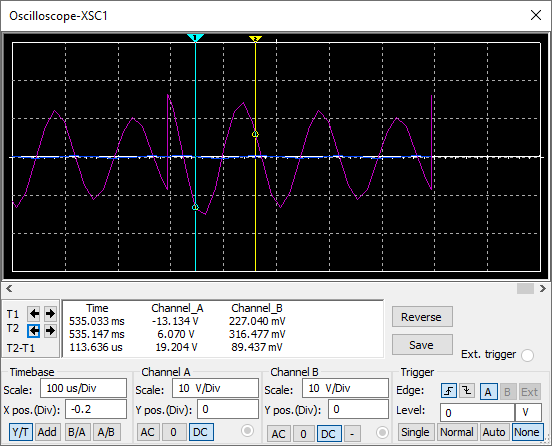 Oscilloscope-XSC1
1 2
Time Channel_A Channel_B
T1 535.033 ms -13.134 V 227.040 mV
T2 535.147 ms 6.070 V 316.477 mV
T2-T1 113.636 us 19.204 V 89.437 mV
Reverse
Save
Ext. trigger
Timebase Channel A Channel B Trigger
Scale: 100 us/Div Scale: 10 V/Div Scale: 10 V/Div Edge: A B Ext
X pos.(Div): -0.2 Y pos.(Div): 0 Y pos.(Div): 0 Level: 0 V
Y/T Add B/A A/B AC 0 DC AC 0 DC - Single Normal Auto None